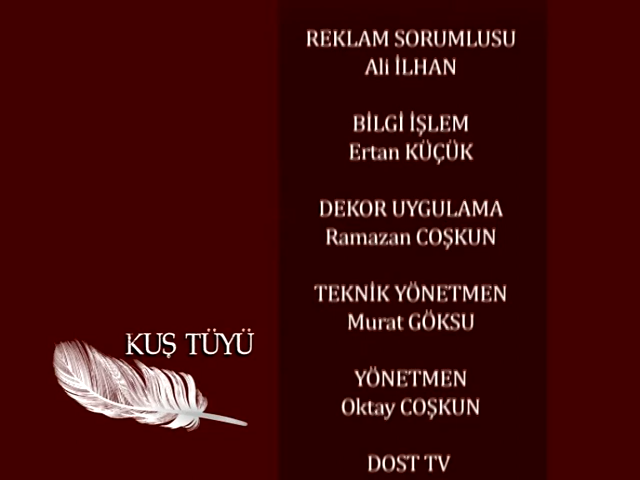 REKLAM SORUMLUSU
Ali İLHAN
BİLGİ İŞLEM
Ertan KÜÇÜK
DEKOR UYGULAMA
Ramazan COŞKUN
TEKNİK YÖNETMEN
Murat GÖKSU
YÖNETMEN
Oktay COŞKUN
DOST TV
KUŞ TÜYÜ